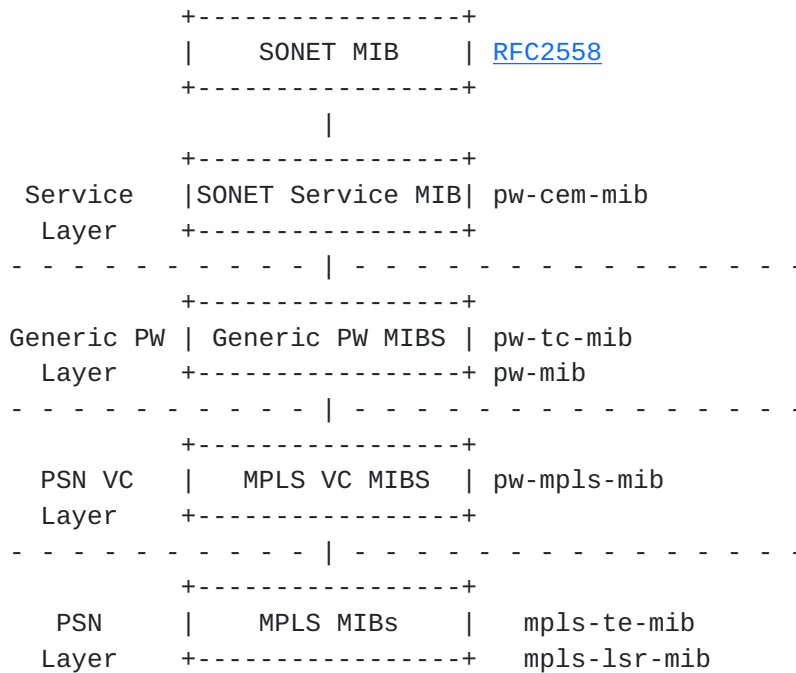 +-----------------+
|    SONET MIB    | RFC2558
+-----------------+
|
+-----------------+
Service   |SONET Service MIB| pw-cem-mib
Layer    +-----------------+
- - - - - - - - - - | - - - - - - - - - - - - - - -
+-----------------+
Generic PW | Generic PW MIBS | pw-tc-mib
Layer    +-----------------+ pw-mib
- - - - - - - - - - | - - - - - - - - - - - - - - -
+-----------------+
PSN VC   |   MPLS VC MIBS  | pw-mpls-mib
Layer    +-----------------+
- - - - - - - - - - | - - - - - - - - - - - - - - -
+-----------------+
PSN     |    MPLS MIBs    |   mpls-te-mib
Layer    +-----------------+   mpls-lsr-mib